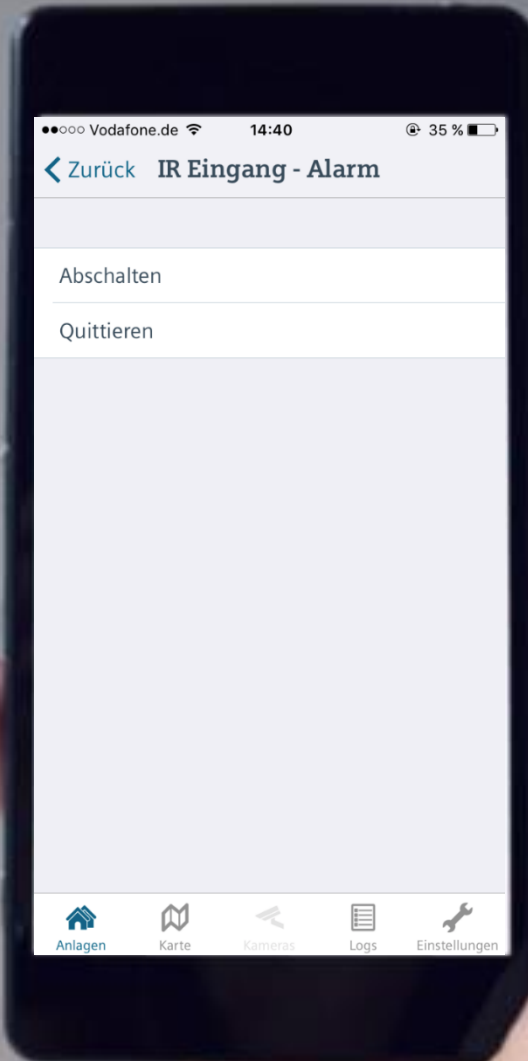 ●●○○○ Vodafone.de 14:40 35 %
Zurück IR Eingang - Alarm
Abschalten
Quittieren
Anlagen Karte Kameras Logs Einstellungen